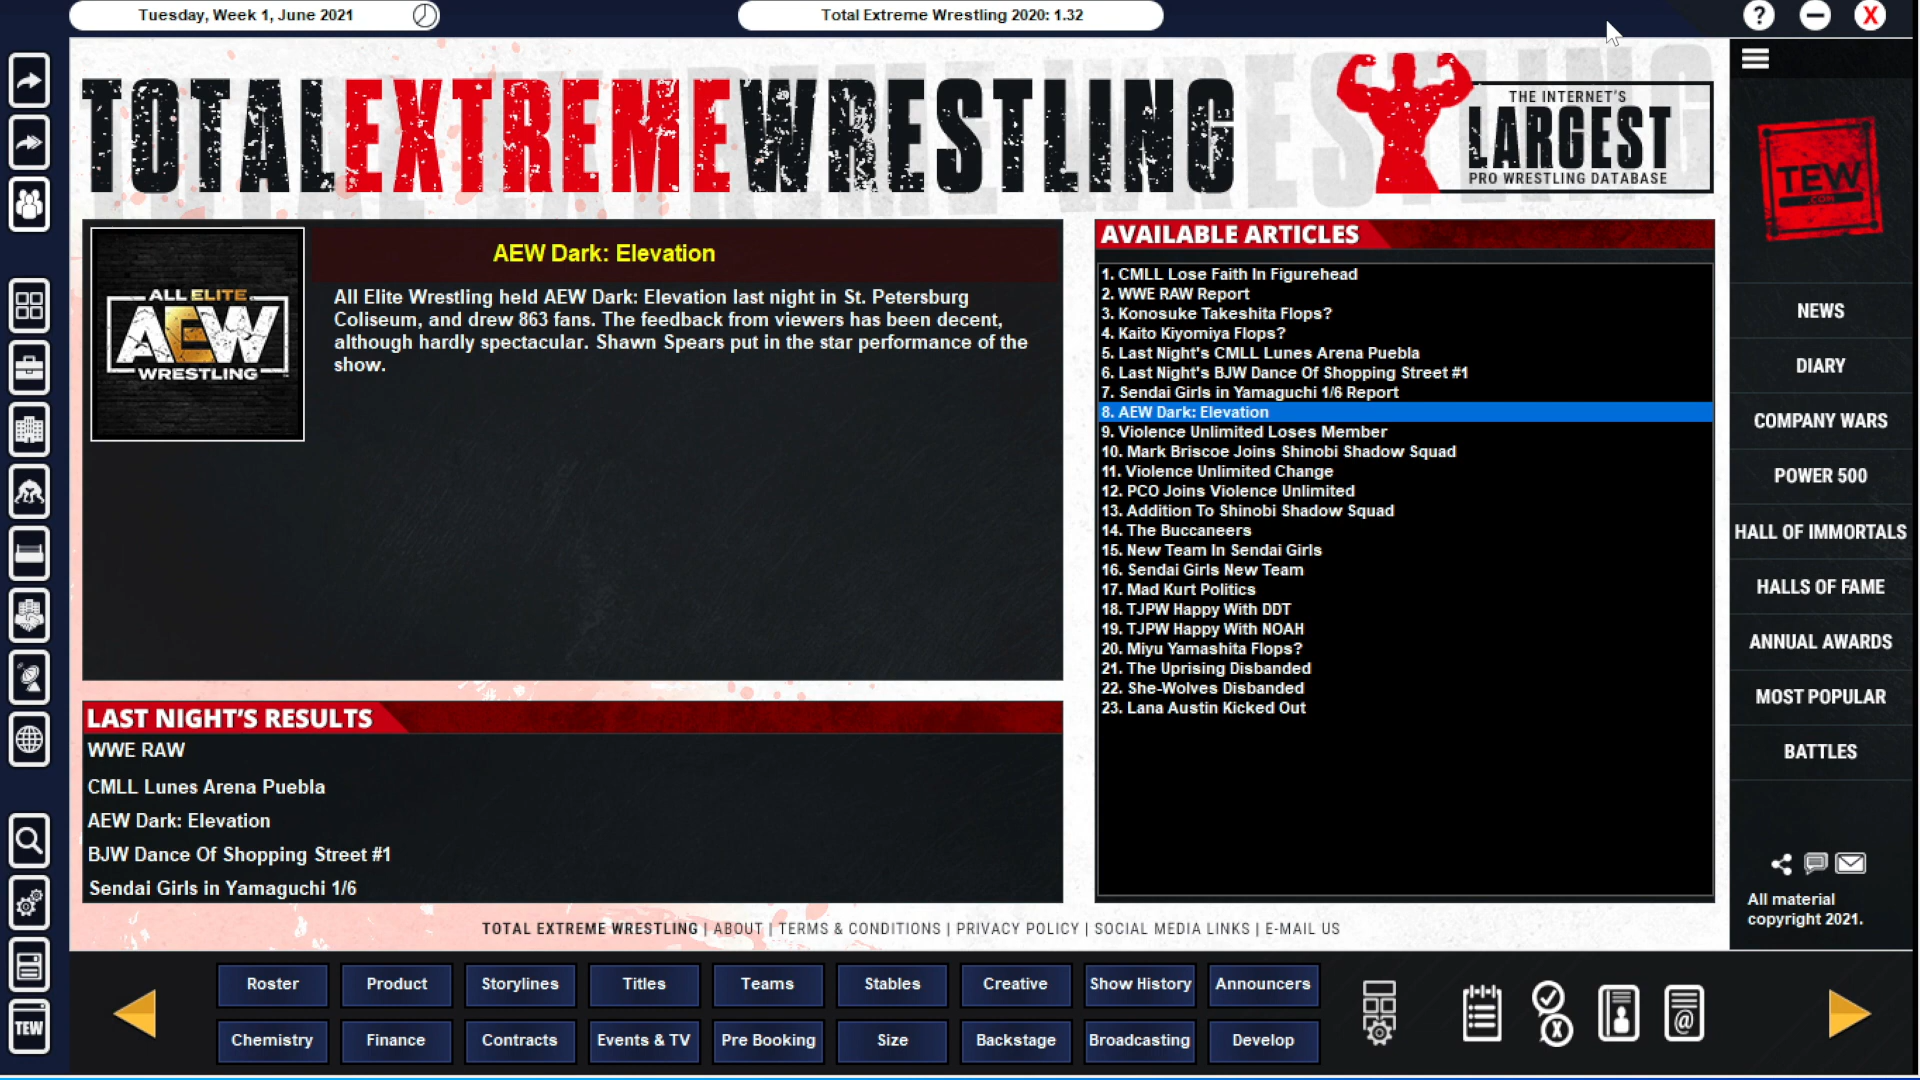 Tuesday, Week 1, June 2021
Total Extreme Wrestling 2020: 1.32
?
X
TOTALEXTREMEWRESTLING
THE INTERNET'S
LARGEST
PRO WRESTLING DATABASE
TEW
.com
ALL ELITE
AEW
WRESTLING
AEW Dark: Elevation
All Elite Wrestling held AEW Dark: Elevation last night in St. Petersburg
Coliseum, and drew 863 fans. The feedback from viewers has been decent,
although hardly spectacular. Shawn Spears put in the star performance of the
show.
LAST NIGHT'S RESULTS
WWE RAW
CMLL Lunes Arena Puebla
AEW Dark: Elevation
BJW Dance Of Shopping Street #1
Sendai Girls in Yamaguchi 1/6
AVAILABLE ARTICLES
1. CMLL Lose Faith In Figurehead
2. WWE RAW Report
3. Konosuke Takeshita Flops?
4. Kaito Kiyomiya Flops?
5. Last Night's CMLL Lunes Arena Puebla
6. Last Night's BJW Dance Of Shopping Street #1
7. Sendai Girls in Yamaguchi 1/6 Report
8. AEW Dark: Elevation
9. Violence Unlimited Loses Member
10. Mark Briscoe Joins Shinobi Shadow Squad
11. Violence Unlimited Change
12. PCO Joins Violence Unlimited
13. Addition To Shinobi Shadow Squad
14. The Buccaneers
15. New Team In Sendai Girls
16. Sendai Girls New Team
17. Mad Kurt Politics
18. TJPW Happy With DDT
19. TJPW Happy With NOAH
20. Miyu Yamashita Flops?
21. The Uprising Disbanded
22. She-Wolves Disbanded
23. Lana Austin Kicked Out
NEWS
DIARY
COMPANY WARS
POWER 500
HALL OF IMMORTALS
HALLS OF FAME
ANNUAL AWARDS
MOST POPULAR
BATTLES
All material
copyright 2021.
TOTAL EXTREME WRESTLING | ABOUT | TERMS & CONDITIONS | PRIVACY POLICY | SOCIAL MEDIA LINKS | E-MAIL US
Roster
Product
Storylines
Titles
Teams
Stables
Creative
Show History
Announcers
Chemistry
Finance
Contracts
Events & TV
Pre Booking
Size
Backstage
Broadcasting
Develop
TEW